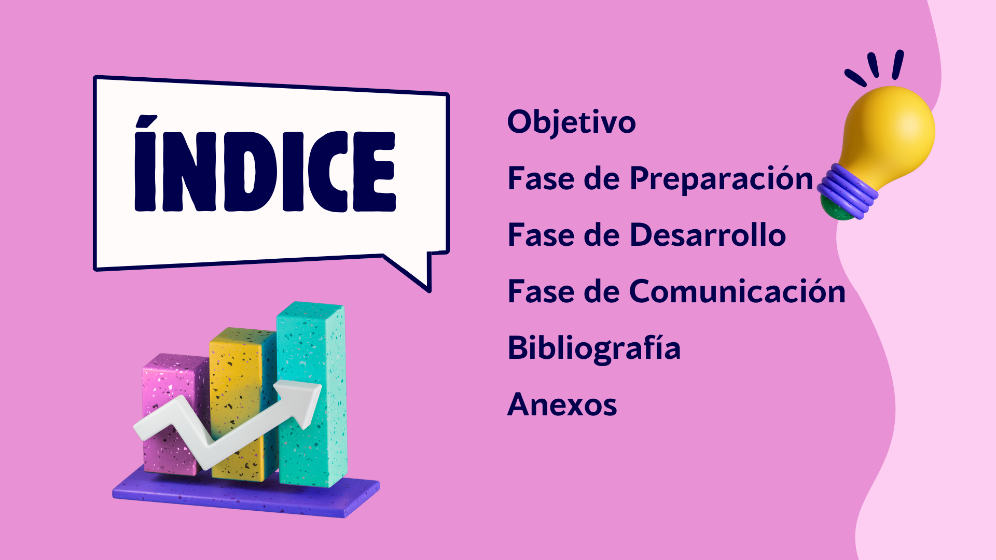 ÍNDICE
Objetivo
Fase de Preparación
Fase de Desarrollo
Fase de Comunicación
Bibliografía
Anexos